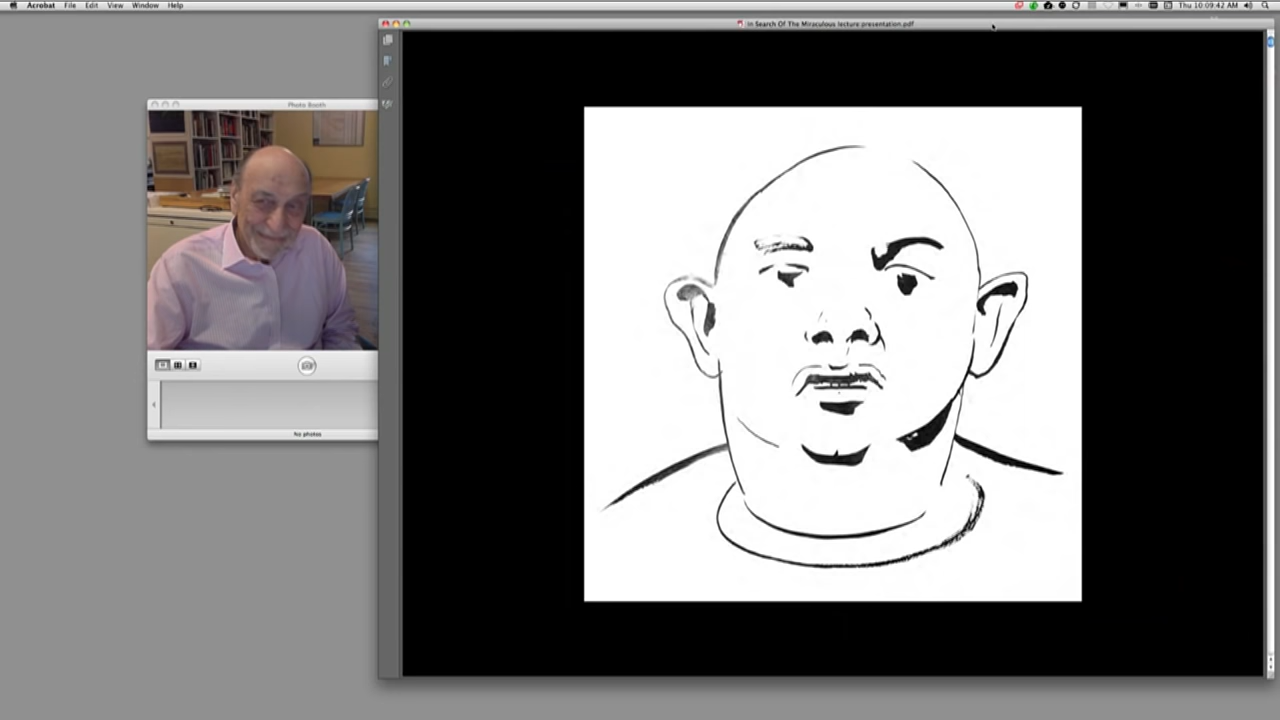 Acrobat File Edit View Window Help
Thu 10:09:42 AM
In Search Of The Miraculous lecture.presentation.pdf
Photo Booth
No photos